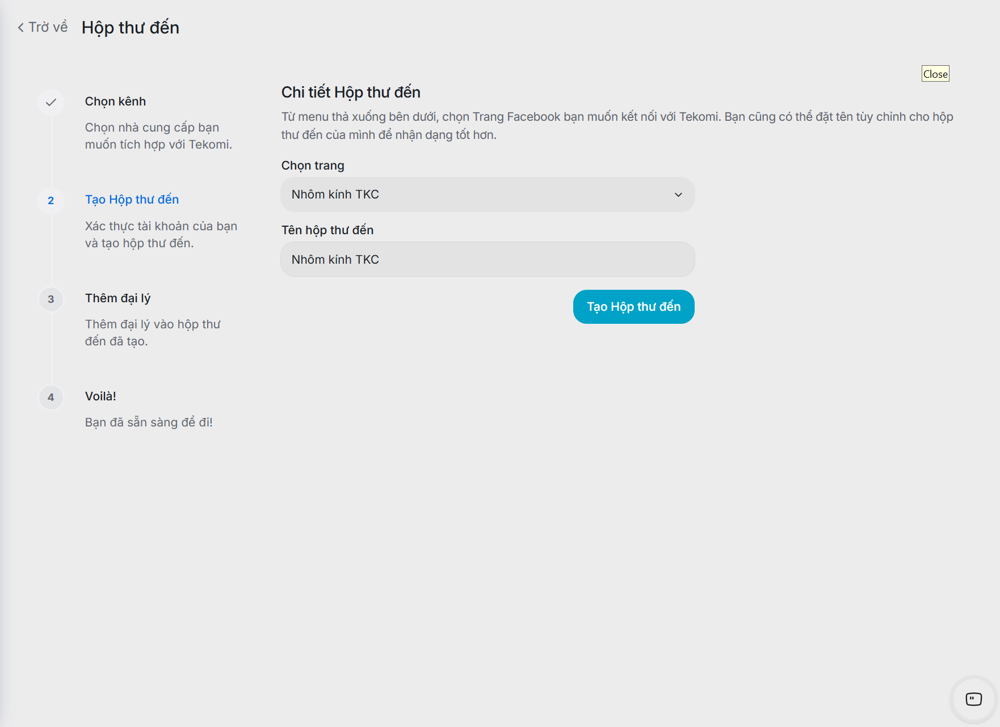 Trờ về
Hộp thư đến
Close
Chọn kênh
Chọn nhà cung cấp bạn
muốn tích hợp với Tekomi.
2
Tạo Hộp thư đến
Xác thực tài khoản của bạn
và tạo hộp thư đến.
3
Thêm đại lý
Thêm đại lý vào hộp thư
đến đã tạo.
4
Voilà!
Bạn đã sẵn sàng để đi!
Chi tiết Hộp thư đến
Từ menu thả xuống bên dưới, chọn Trang Facebook bạn muốn kết nối với Tekomi. Bạn cũng có thể đặt tên tùy chỉnh cho hộp
thư đến của mình để nhận dạng tốt hơn.
Chọn trang
Nhôm kính TKC
Tên hộp thư đến
Nhôm kính TKC
Tạo Hộp thư đến